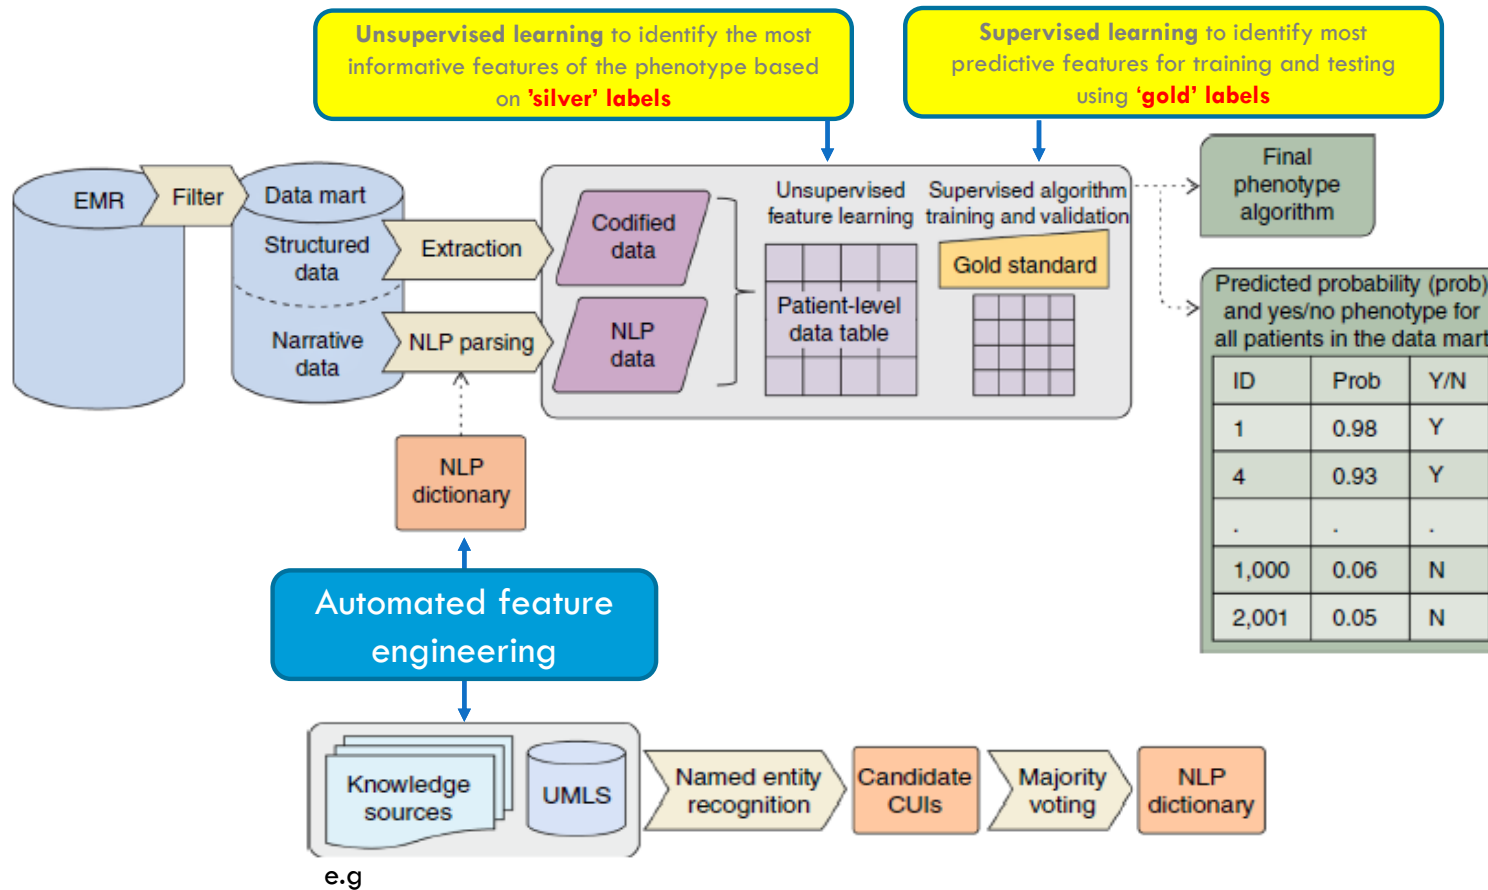 Unsupervised learning to identify the most
informative features of the phenotype based
on ’silver’ labels
Supervised learning to identify most
predictive features for training and testing
using ‘gold’ labels
EMR
Filter
Data mart
Structured
data
Narrative
data
Extraction
NLP parsing
Codified
data
NLP
data
Unsupervised
feature learning
Patient-level
data table
Supervised algorithm
training and validation
Gold standard
Final
phenotype
algorithm
Predicted probability (prob)
and yes/no phenotype for
all patients in the data mart
ID Prob Y/N
1 0.98 Y
4 0.93 Y
. . .
1,000 0.06 N
2,001 0.05 N
NLP
dictionary
Automated feature
engineering
Knowledge
sources
UMLS
Named entity
recognition
Candidate
CUIs
Majority
voting
NLP
dictionary
e.g